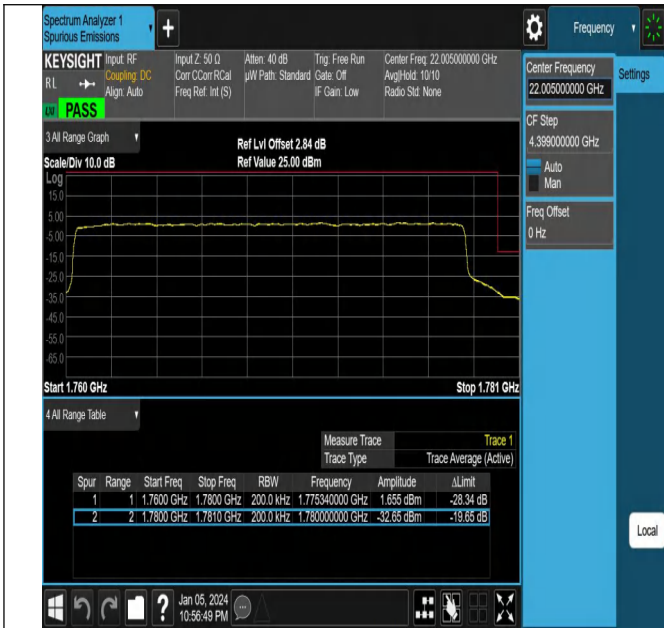 Spectrum Analyzer 1
Spurious Emissions
+
Frequency
KEYSIGHT
RL
Input: RF
Coupling: DC
Align: Auto
Input Z: 50 Ω
Corr CCorr RCal
Freq Ref: Int (S)
Atten: 40 dB
µW Path: Standard
Trig: Free Run
Gate: Off
IF Gain: Low
Center Freq: 22.005000000 GHz
Avg|Hold: 10/10
Radio Std: None
PASS
Center Frequency
22.005000000 GHz
Settings
CF Step
4.399000000 GHz
Auto
Man
Freq Offset
0 Hz
3 All Range Graph
Scale/Div 10.0 dB
Ref Lvl Offset 2.84 dB
Ref Value 25.00 dBm
Log
15.0
5.00
-5.00
-15.0
-25.0
-35.0
-45.0
-55.0
-65.0
Start 1.760 GHz
Stop 1.781 GHz
4 All Range Table
Measure Trace Trace 1
Trace Type Trace Average (Active)
Spur Range Start Freq Stop Freq RBW Frequency Amplitude ΔLimit
1 1 1.7600 GHz 1.7800 GHz 200.0 kHz 1.775340000 GHz 1.655 dBm -28.34 dB
2 2 1.7800 GHz 1.7810 GHz 200.0 kHz 1.780000000 GHz -32.65 dBm -19.65 dB
Local
?
Jan 05, 2024
10:56:49 PM